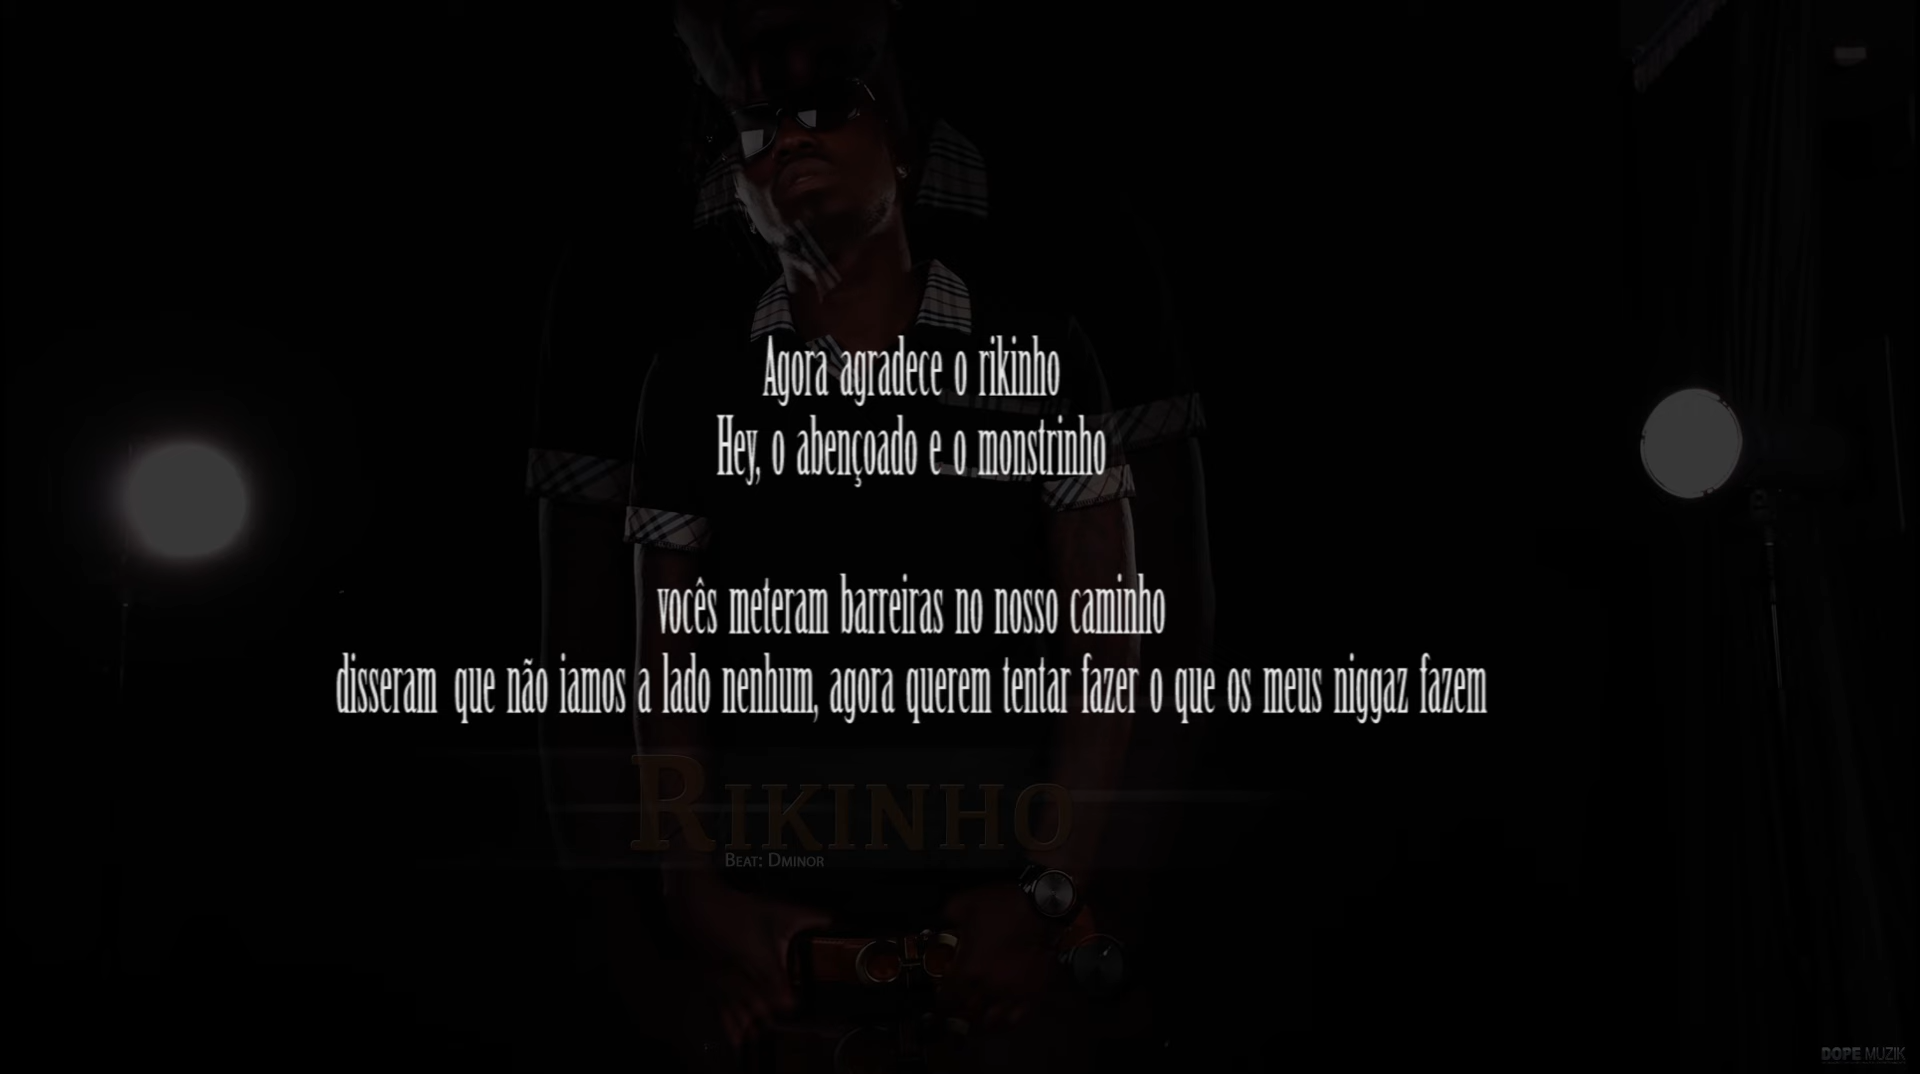 Agora agradece o rikinho
Hey, o abençoado e o monstrinho
vocês meteram barreiras no nosso caminho
disseram que não iamos a lado nenhum, agora querem tentar fazer o que os meus niggaz fazem
RIKINHO
BEAT: DMINOR
DOPE MUZIK